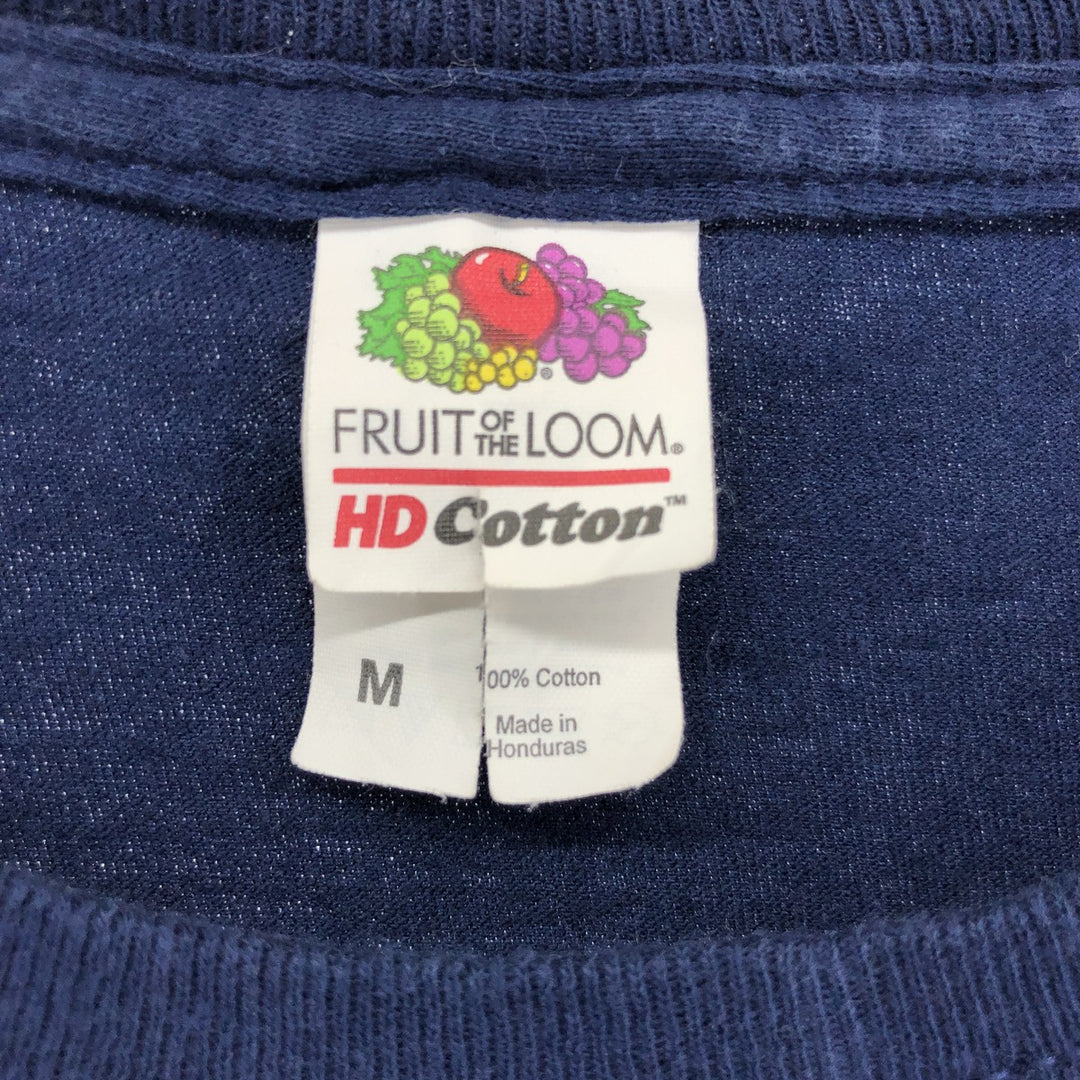 FRUIT OF THE LOOM®
HD Cotton™
M
100% Cotton
Made in
Honduras